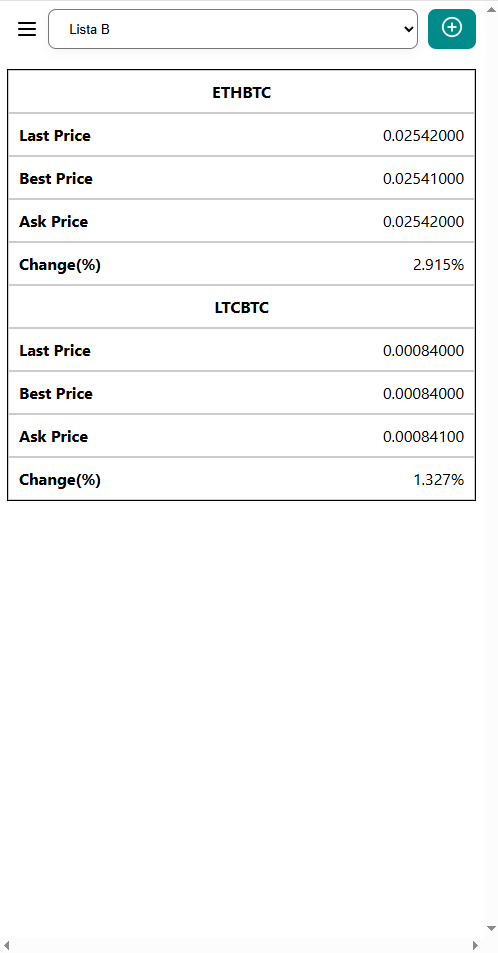 Lista B
ETHBTC
Last Price 0.02542000
Best Price 0.02541000
Ask Price 0.02542000
Change(%) 2.915%
LTCBTC
Last Price 0.00084000
Best Price 0.00084000
Ask Price 0.00084100
Change(%) 1.327%